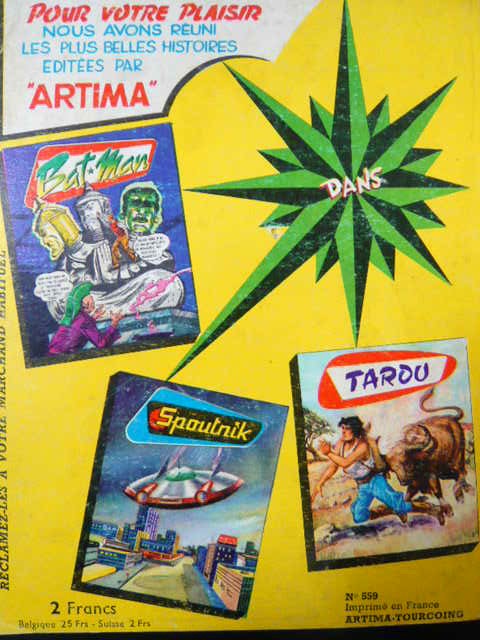 POUR VOTRE PLAISIR
NOUS AVONS RÉUNI
LES PLUS BELLES HISTOIRES
EDITÉES PAR
"ARTIMA"
DANS
Bat-Man
TAROU
Spoutnik
RECLAMEZ-LES A VOTRE MARCHAND HABITUEL
2 Francs
Belgique 25 Frs - Suisse 2 Frs
N° 559
Imprimé en France
ARTIMA-TOURCOING